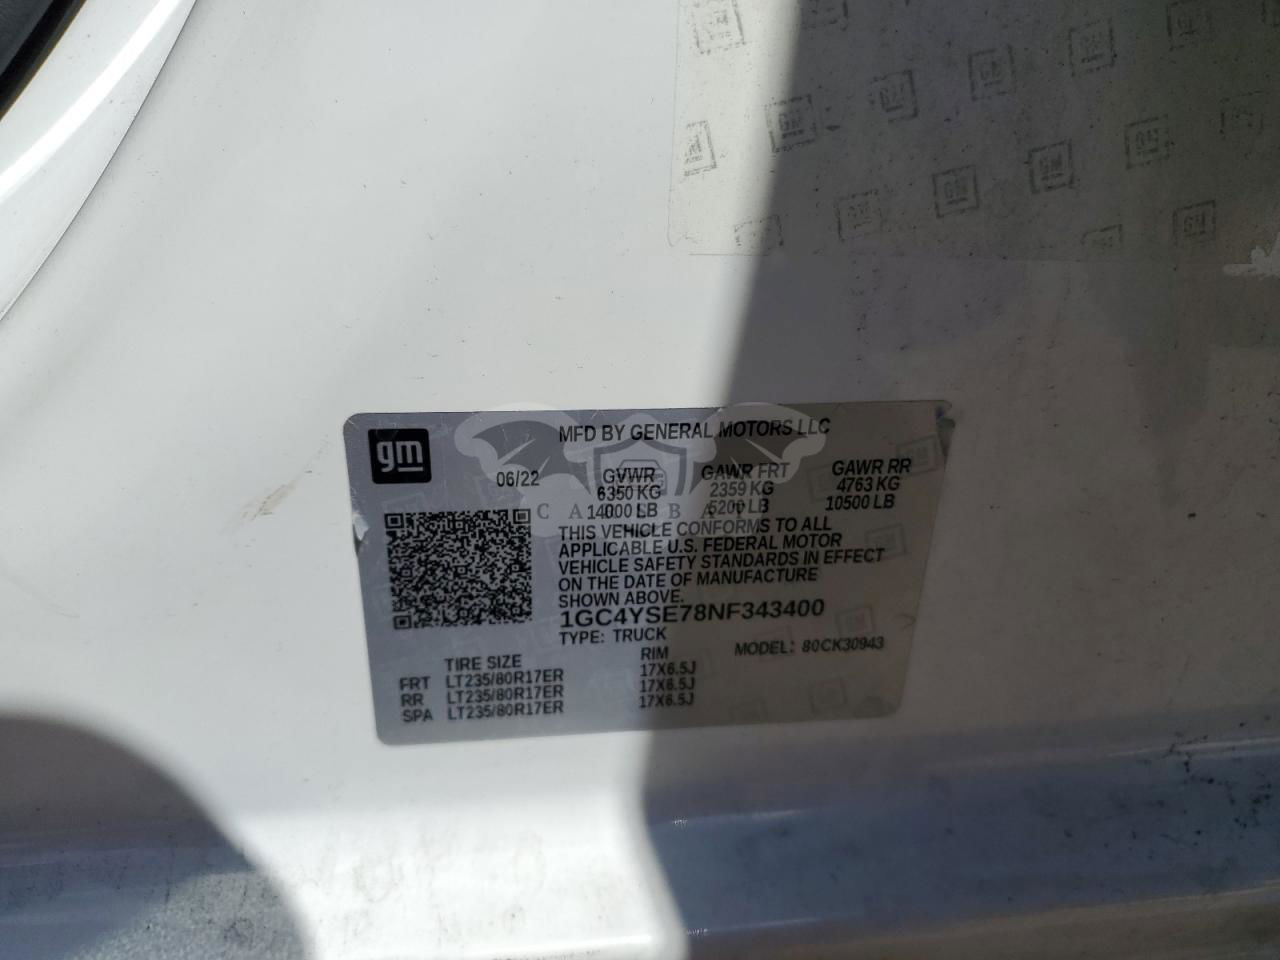 gm
MFD BY GENERAL MOTORS LLC
06/22 GVWR GAWR FRT GAWR RR
6350 KG 2359 KG 4763 KG
14000 LB 5200 LB 10500 LB
THIS VEHICLE CONFORMS TO ALL
APPLICABLE U.S. FEDERAL MOTOR
VEHICLE SAFETY STANDARDS IN EFFECT
ON THE DATE OF MANUFACTURE
SHOWN ABOVE.
1GC4YSE78NF343400
TYPE: TRUCK MODEL: 80CK30943
TIRE SIZE RIM
FRT LT235/80R17ER 17X6.5J
RR LT235/80R17ER 17X6.5J
SPA LT235/80R17ER 17X6.5J